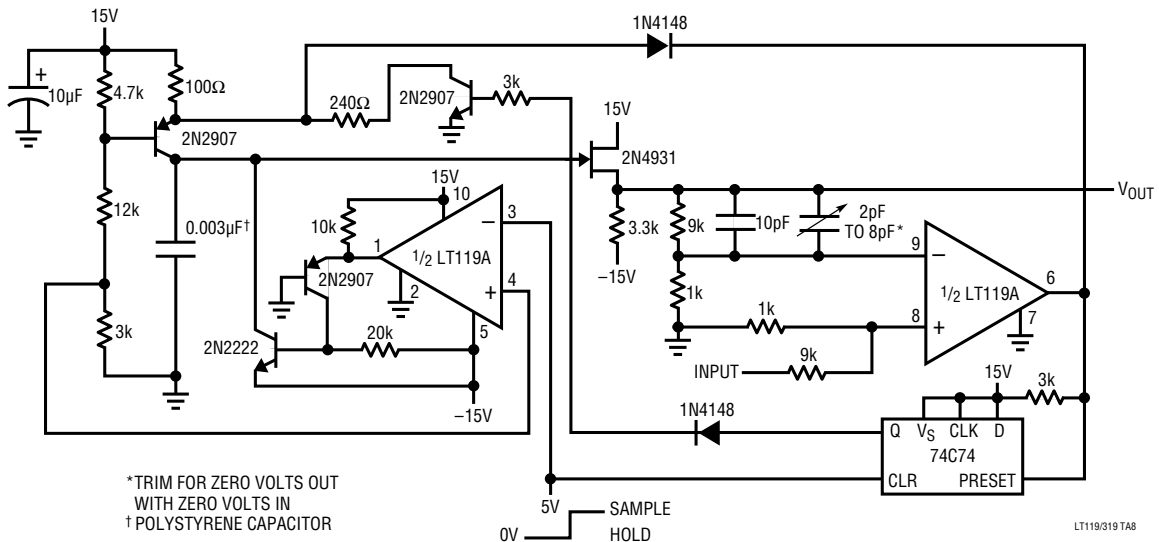 15V
1N4148
+
10µF
4.7k
100Ω
240Ω
2N2907
3k
2N2907
15V
2N4931
VOUT
12k
0.003µF†
15V
10
10k
1
–
3
1/2 LT119A
2N2907
2
+
4
5
3.3k
–15V
9k
10pF
2pF
TO 8pF*
9
–
1/2 LT119A
6
1k
1k
8
+
7
3k
2N2222
20k
–15V
INPUT
9k
15V
3k
1N4148
Q
VS
CLK
D
74C74
CLR
PRESET
*TRIM FOR ZERO VOLTS OUT
WITH ZERO VOLTS IN
† POLYSTYRENE CAPACITOR
5V
0V
SAMPLE
HOLD
LT119/319 TA8